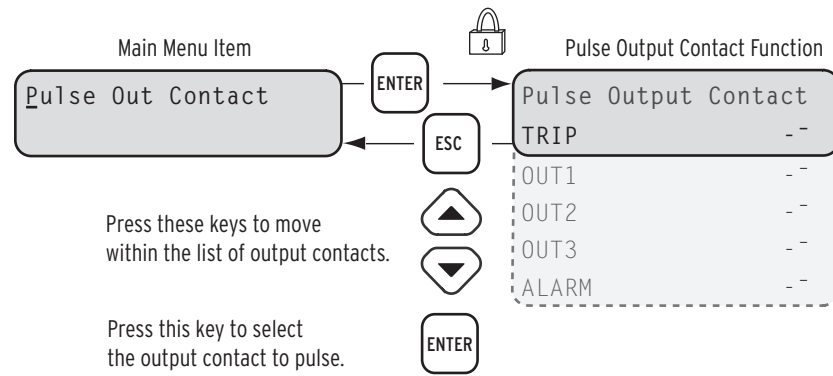 Main Menu Item
Pulse Output Contact Function
Pulse Out Contact
ENTER
Pulse Output Contact
TRIP -‾
ESC
OUT1 -‾
OUT2 -‾
OUT3 -‾
ALARM -‾
Press these keys to move
within the list of output contacts.
Press this key to select
the output contact to pulse.
ENTER